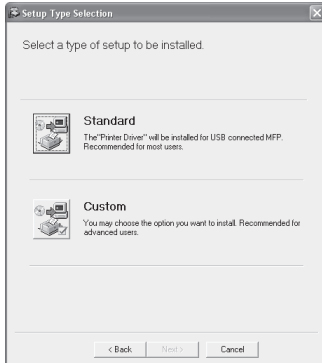 Setup Type Selection
Select a type of setup to be installed.
Standard
The"Printer Driver" will be installed for USB connected MFP.
Recommended for most users.
Custom
You may choose the option you want to install. Recommended for
advanced users.
< Back Next > Cancel